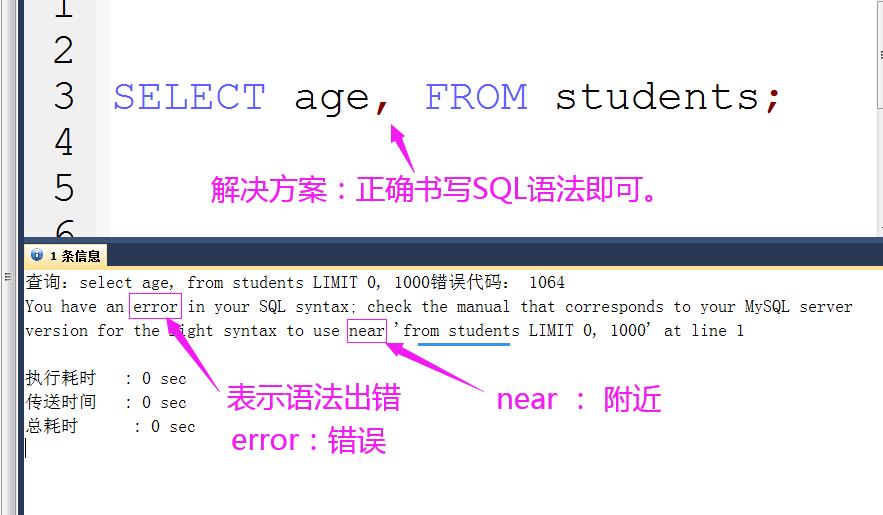 1
2
3 SELECT age, FROM students;
4
5
解决方案：正确书写SQL语法即可。
6
1 条信息
查询：select age, from students LIMIT 0, 1000错误代码： 1064
You have an error in your SQL syntax; check the manual that corresponds to your MySQL server
version for the right syntax to use near 'from students LIMIT 0, 1000' at line 1
执行耗时 : 0 sec
传送时间 : 0 sec
总耗时 : 0 sec
表示语法出错
near ： 附近
error：错误